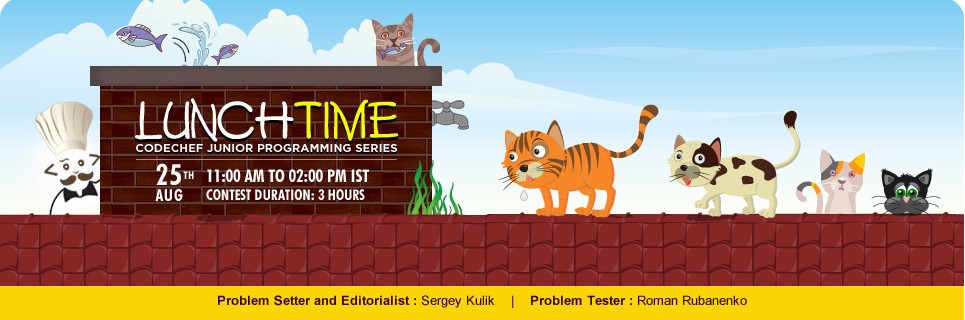 LUNCHTIME
CODECHEF JUNIOR PROGRAMMING SERIES
25TH AUG
11:00 AM TO 02:00 PM IST
CONTEST DURATION: 3 HOURS
Problem Setter and Editorialist : Sergey Kulik | Problem Tester : Roman Rubanenko